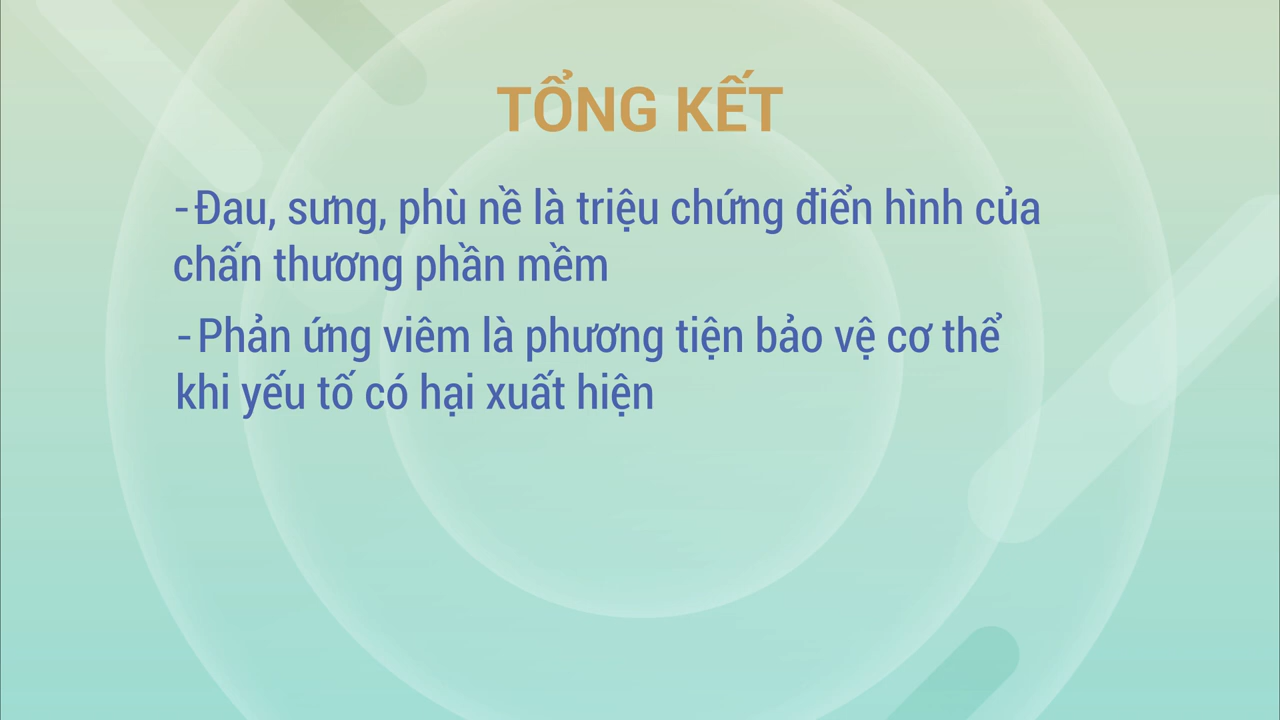 TỔNG KẾT
- Đau, sưng, phù nề là triệu chứng điển hình của
chấn thương phần mềm
- Phản ứng viêm là phương tiện bảo vệ cơ thể
khi yếu tố có hại xuất hiện